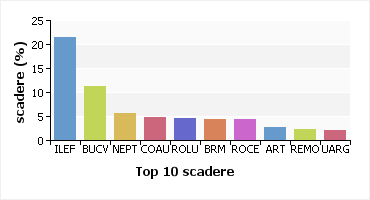 25
20
15
10
5
0
scadere (%)
ILEF BUCV NEPT COAU ROLU BRM ROCE ART REMO UARG
Top 10 scadere